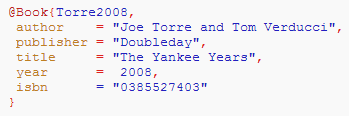 @Book{Torre2008,
author = "Joe Torre and Tom Verducci",
publisher = "Doubleday",
title = "The Yankee Years",
year = 2008,
isbn = "0385527403"
}